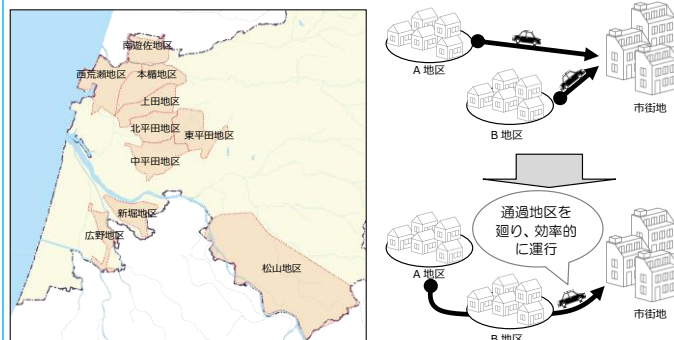 南遊佐地区
西荒瀬地区
本楯地区
上田地区
北平田地区
東平田地区
中平田地区
新堀地区
広野地区
松山地区
A 地区
B 地区
市街地
通過地区を
廻り、効率的
に運行
A 地区
B 地区
市街地